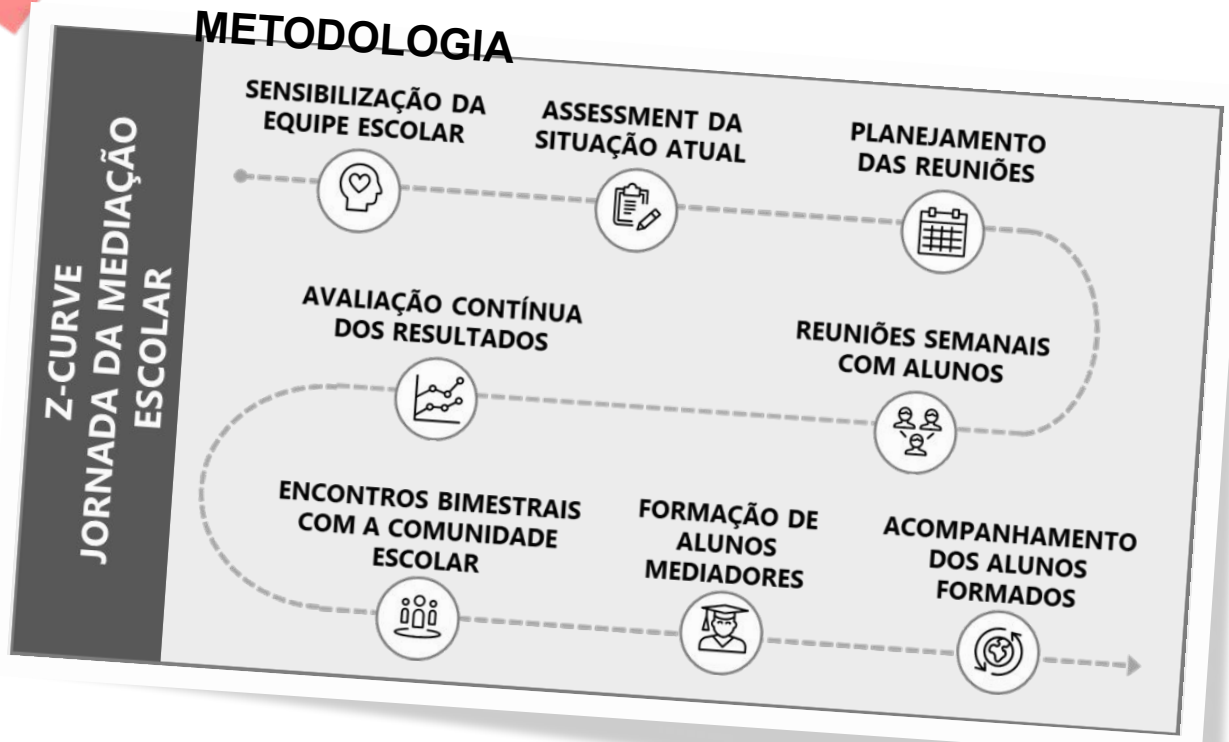 METODOLOGIA
Z-CURVE
JORNADA DA MEDIAÇÃO
ESCOLAR
SENSIBILIZAÇÃO DA
EQUIPE ESCOLAR
ASSESSMENT DA
SITUAÇÃO ATUAL
PLANEJAMENTO
DAS REUNIÕES
REUNIÕES SEMANAIS
COM ALUNOS
AVALIAÇÃO CONTÍNUA
DOS RESULTADOS
ENCONTROS BIMESTRAIS
COM A COMUNIDADE
ESCOLAR
FORMAÇÃO DE
ALUNOS
MEDIADORES
ACOMPANHAMENTO
DOS ALUNOS
FORMADOS